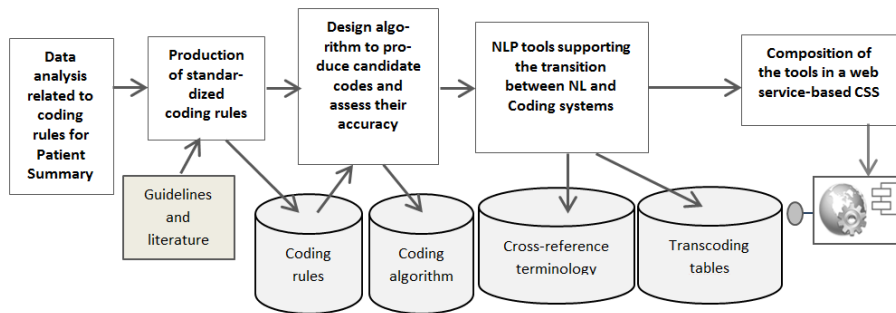 Data
analysis
related to
coding
rules for
Patient
Summary
Production
of standar-
dized
coding rules
Design algo-
rithm to pro-
duce candidate
codes and
assess their
accuracy
NLP tools supporting
the transition
between NL and
Coding systems
Composition of
the tools in a web
service-based CSS
Guidelines
and
literature
Coding
rules
Coding
algorithm
Cross-reference
terminology
Transcoding
tables